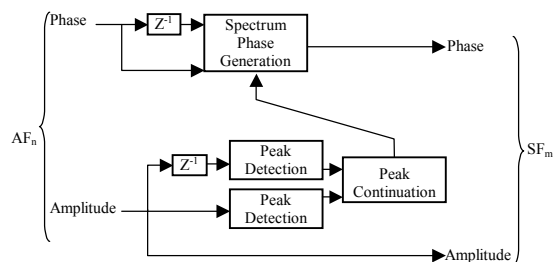 Phase
Z-1
Spectrum
Phase
Generation
Phase
AFn
SFm
Z-1
Peak
Detection
Peak
Continuation
Amplitude
Peak
Detection
Amplitude